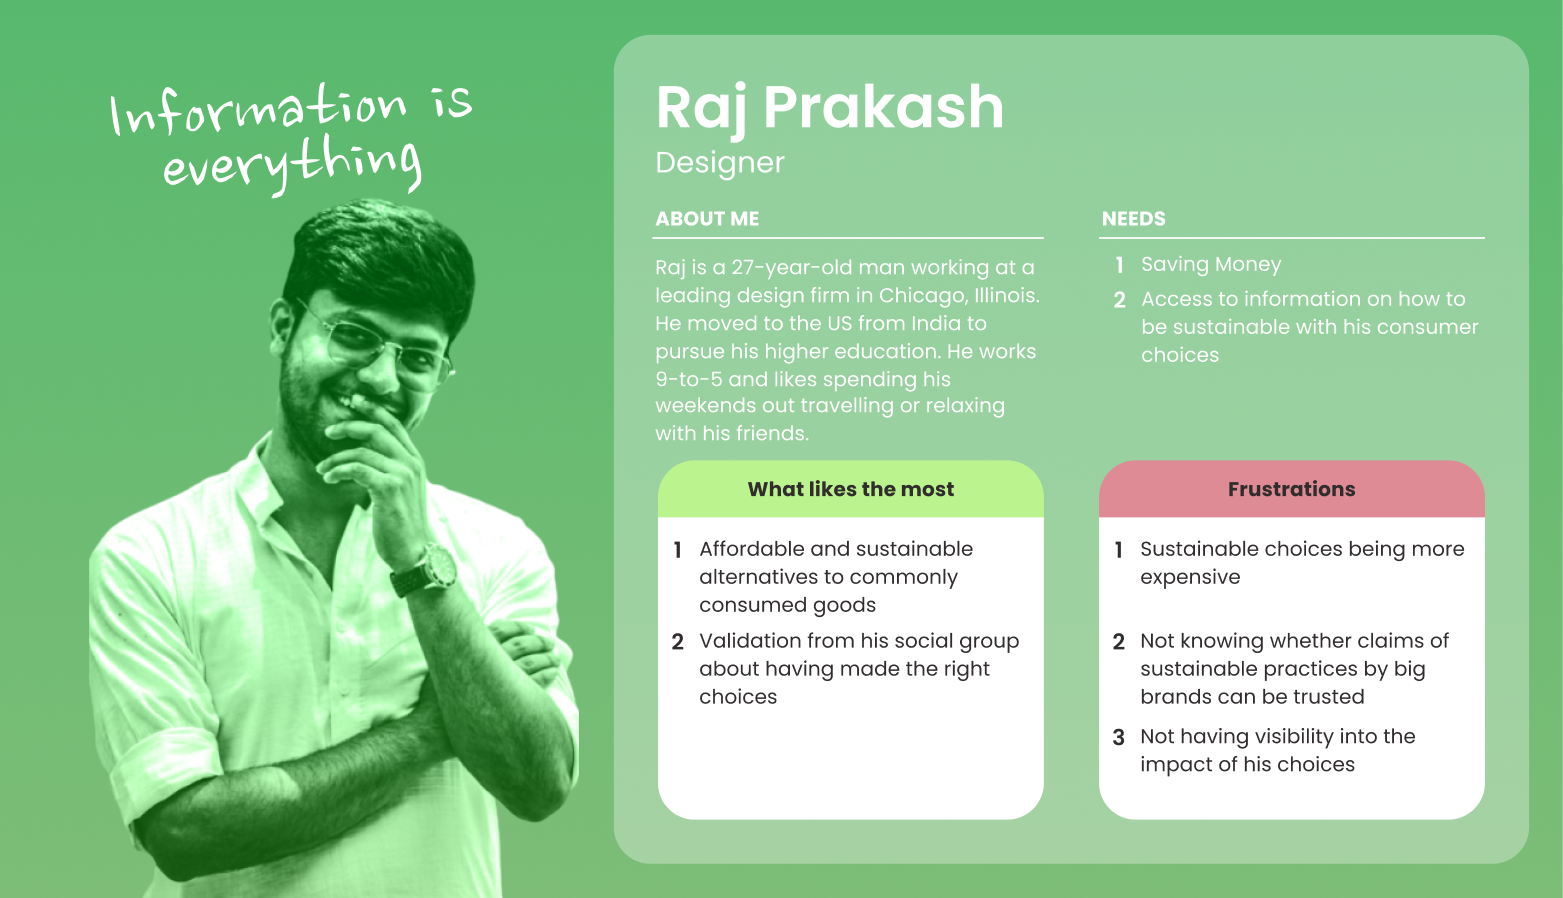 Information is
everything
Raj Prakash
Designer
ABOUT ME
Raj is a 27-year-old man working at a
leading design firm in Chicago, Illinois.
He moved to the US from India to
pursue his higher education. He works
9-to-5 and likes spending his
weekends out travelling or relaxing
with his friends.
NEEDS
1 Saving Money
2 Access to information on how to
be sustainable with his consumer
choices
What likes the most
1 Affordable and sustainable
alternatives to commonly
consumed goods
2 Validation from his social group
about having made the right
choices
Frustrations
1 Sustainable choices being more
expensive
2 Not knowing whether claims of
sustainable practices by big
brands can be trusted
3 Not having visibility into the
impact of his choices